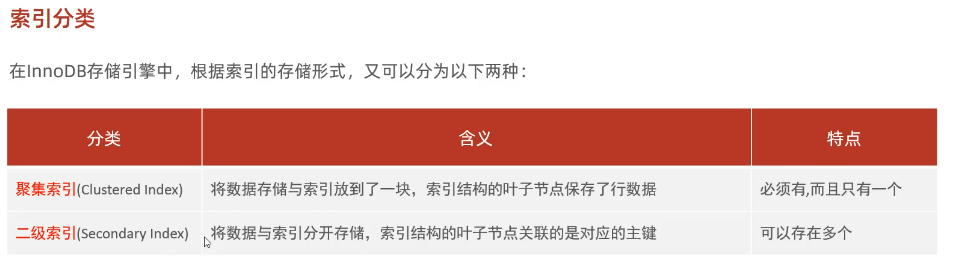 索引分类
在InnoDB存储引擎中，根据索引的存储形式，又可以分为以下两种：
分类 含义 特点
聚集索引(Clustered Index) 将数据存储与索引放到了一块，索引结构的叶子节点保存了行数据 必须有,而且只有一个
二级索引(Secondary Index) 将数据与索引分开存储，索引结构的叶子节点关联的是对应的主键 可以存在多个